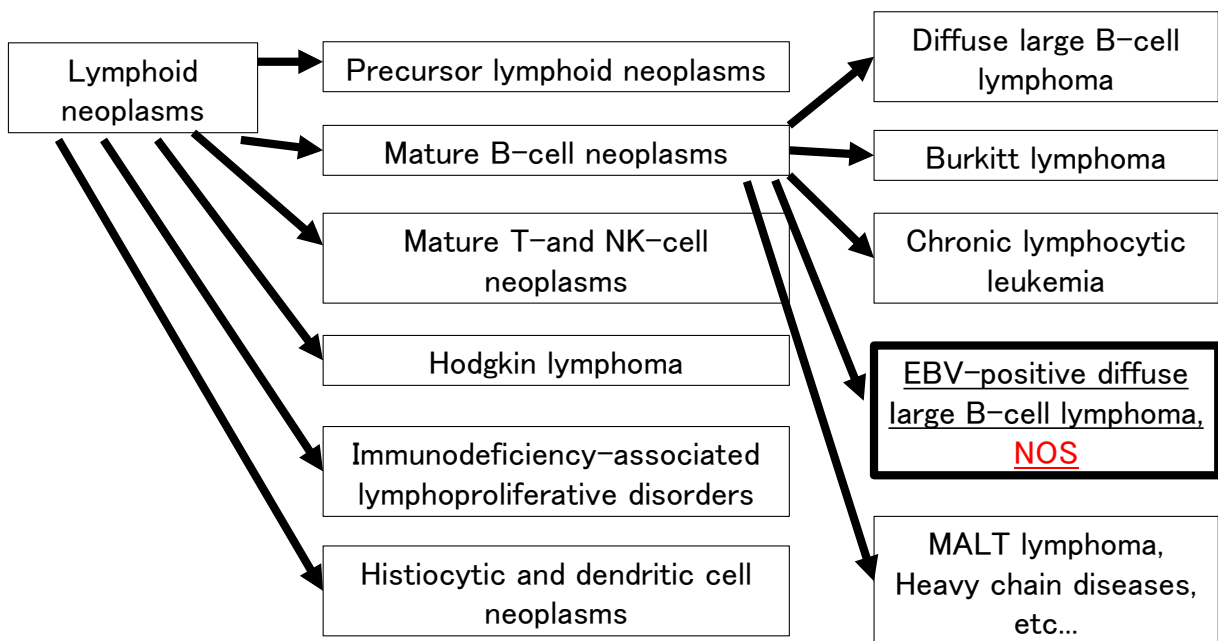 Lymphoid
neoplasms
Precursor lymphoid neoplasms
Mature B-cell neoplasms
Mature T-and NK-cell
neoplasms
Hodgkin lymphoma
Immunodeficiency-associated
lymphoproliferative disorders
Histiocytic and dendritic cell
neoplasms
Diffuse large B-cell
lymphoma
Burkitt lymphoma
Chronic lymphocytic
leukemia
EBV-positive diffuse
large B-cell lymphoma,
NOS
MALT lymphoma,
Heavy chain diseases,
etc...